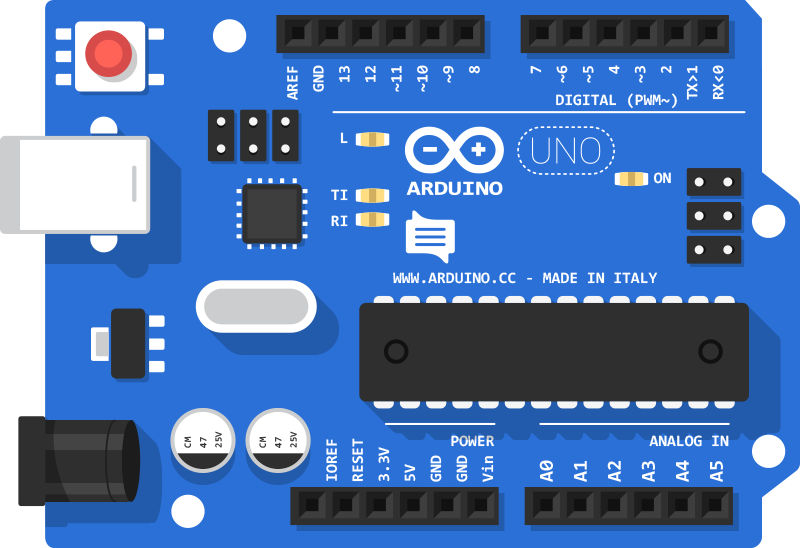 AREF GND 13 12 ~11 ~10 ~9 8
7 ~6 ~5 4 ~3 2 TX>1 RX<0
DIGITAL (PWM~)
L
UNO
ARDUINO
ON
TI
RI
WWW.ARDUINO.CC - MADE IN ITALY
CM 47 25V
CM 47 25V
POWER
ANALOG IN
IOREF RESET 3.3V 5V GND GND Vin
A0 A1 A2 A3 A4 A5